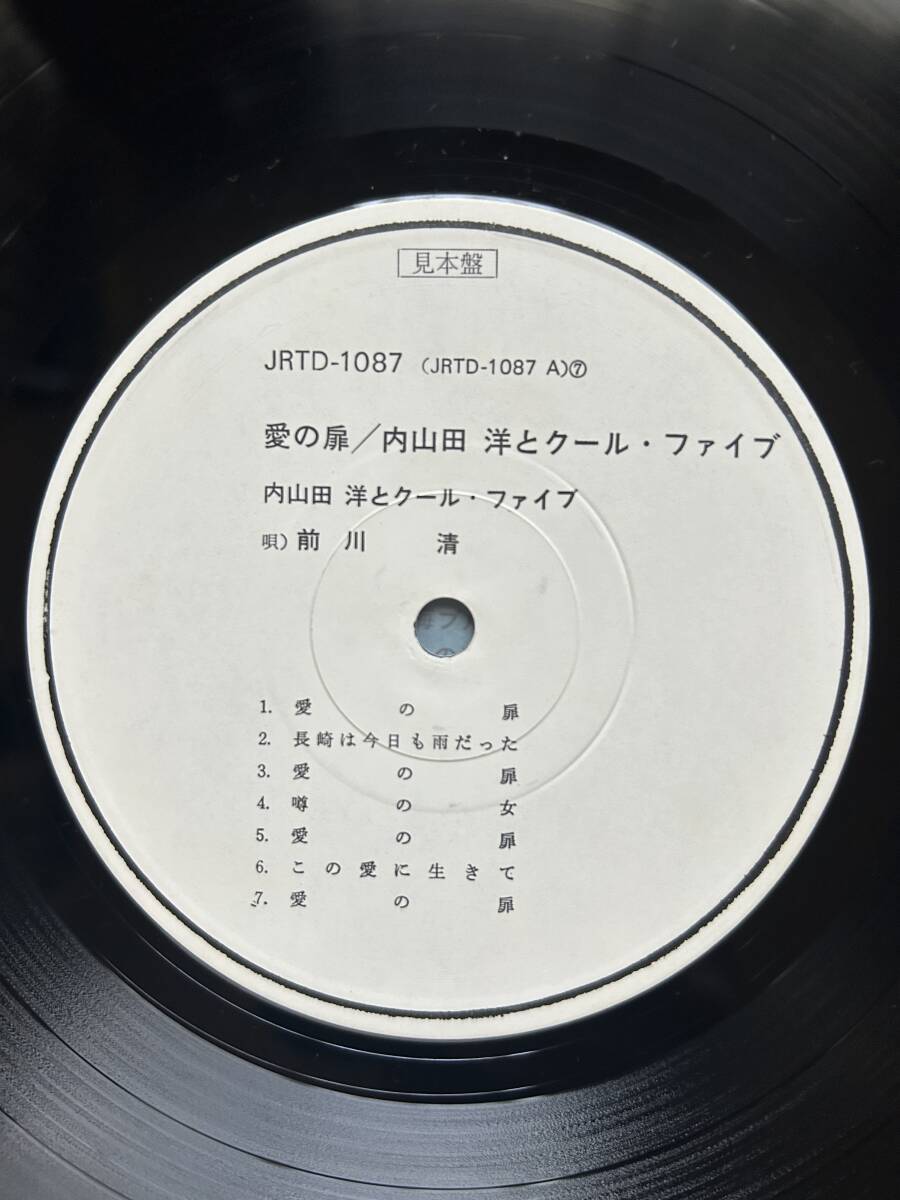 見本盤
JRTD-1087 (JRTD-1087 A)⑦
愛の扉/内山田 洋とクール・ファイブ
内山田 洋とクール・ファイブ
唄)前川 清
1. 愛の扉
2. 長崎は今日も雨だった
3. 愛の扉
4. 噂の女
5. 愛の扉
6. この愛に生きて
7. 愛の扉